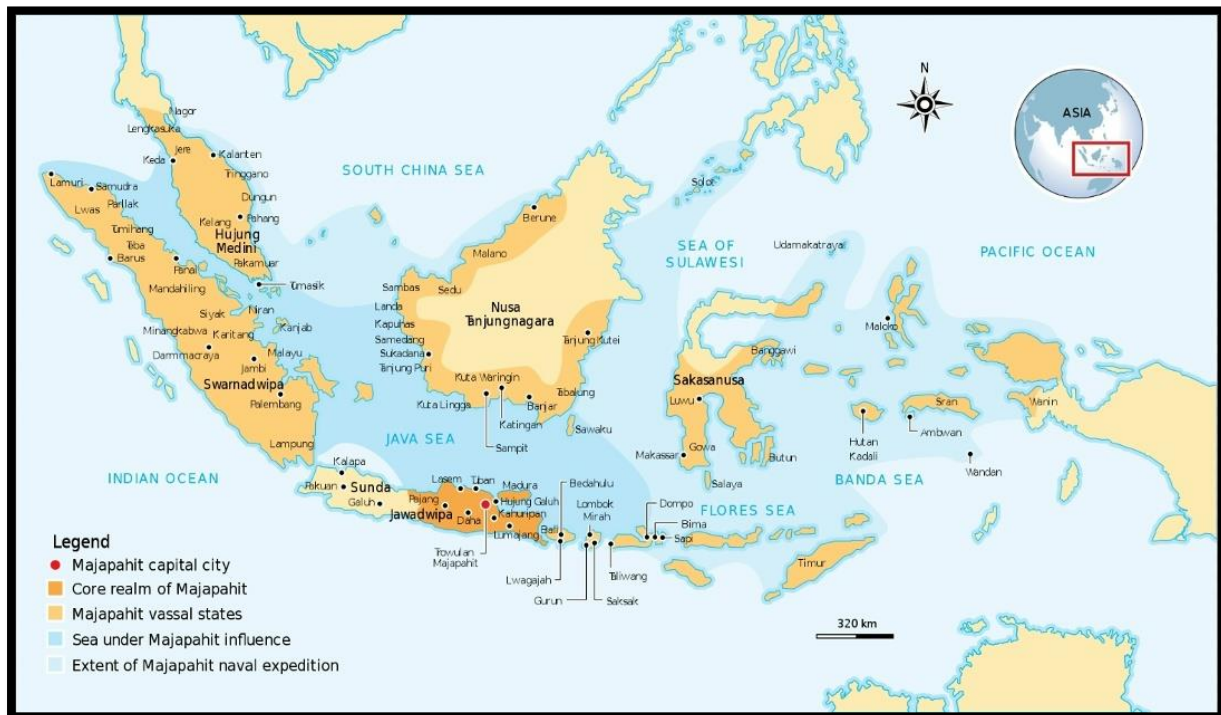 N
ASIA
Nagor
Lengkasuka
Jere
Keda
Kalanten
Tringgano
Dungun
Pahang
Kelang
Hujung
Medini
Pakamuar
Tumasik
SOUTH CHINA SEA
Lamuri
Samudra
Parllak
Lwas
Tumihang
Teba
Barus
Panai
Mandahiling
Siyak
Niran
Kanjab
Minangkabwa
Karitang
Malayu
Darmmacraya
Jambi
Swarnadwipa
Palembang
Lampung
Berune
Malano
Sambas
Sedu
Landa
Kapuhas
Samedang
Sukadana
Tanjung Puri
Nusa
Tanjungnagara
Tanjung Kutei
Kuta Waringin
Tabalung
Kuta Lingga
Banjar
Katingan
Sampit
Sawaku
Solot
SEA OF
SULAWESI
Udamakatraya
PACIFIC OCEAN
Maloko
Banggawi
Sakasanusa
Luwu
Makassar
Gowa
Butun
Salaya
Sran
Wanin
Hutan
Kadali
Ambwan
Wandan
BANDA SEA
FLORES SEA
JAVA SEA
INDIAN OCEAN
Kalapa
Pakuan
Sunda
Galuh
Lasem
Tuban
Madura
Pajang
Hujung Galuh
Jawadwipa
Daha
Kahuripan
Lumajang
Trowulan
Majapahit
Bali
Bedahulu
Lwagajah
Lombok
Mirah
Gurun
Saksak
Taliwang
Dompo
Bima
Sapi
Timur
320 km
Legend
Majapahit capital city
Core realm of Majapahit
Majapahit vassal states
Sea under Majapahit influence
Extent of Majapahit naval expedition